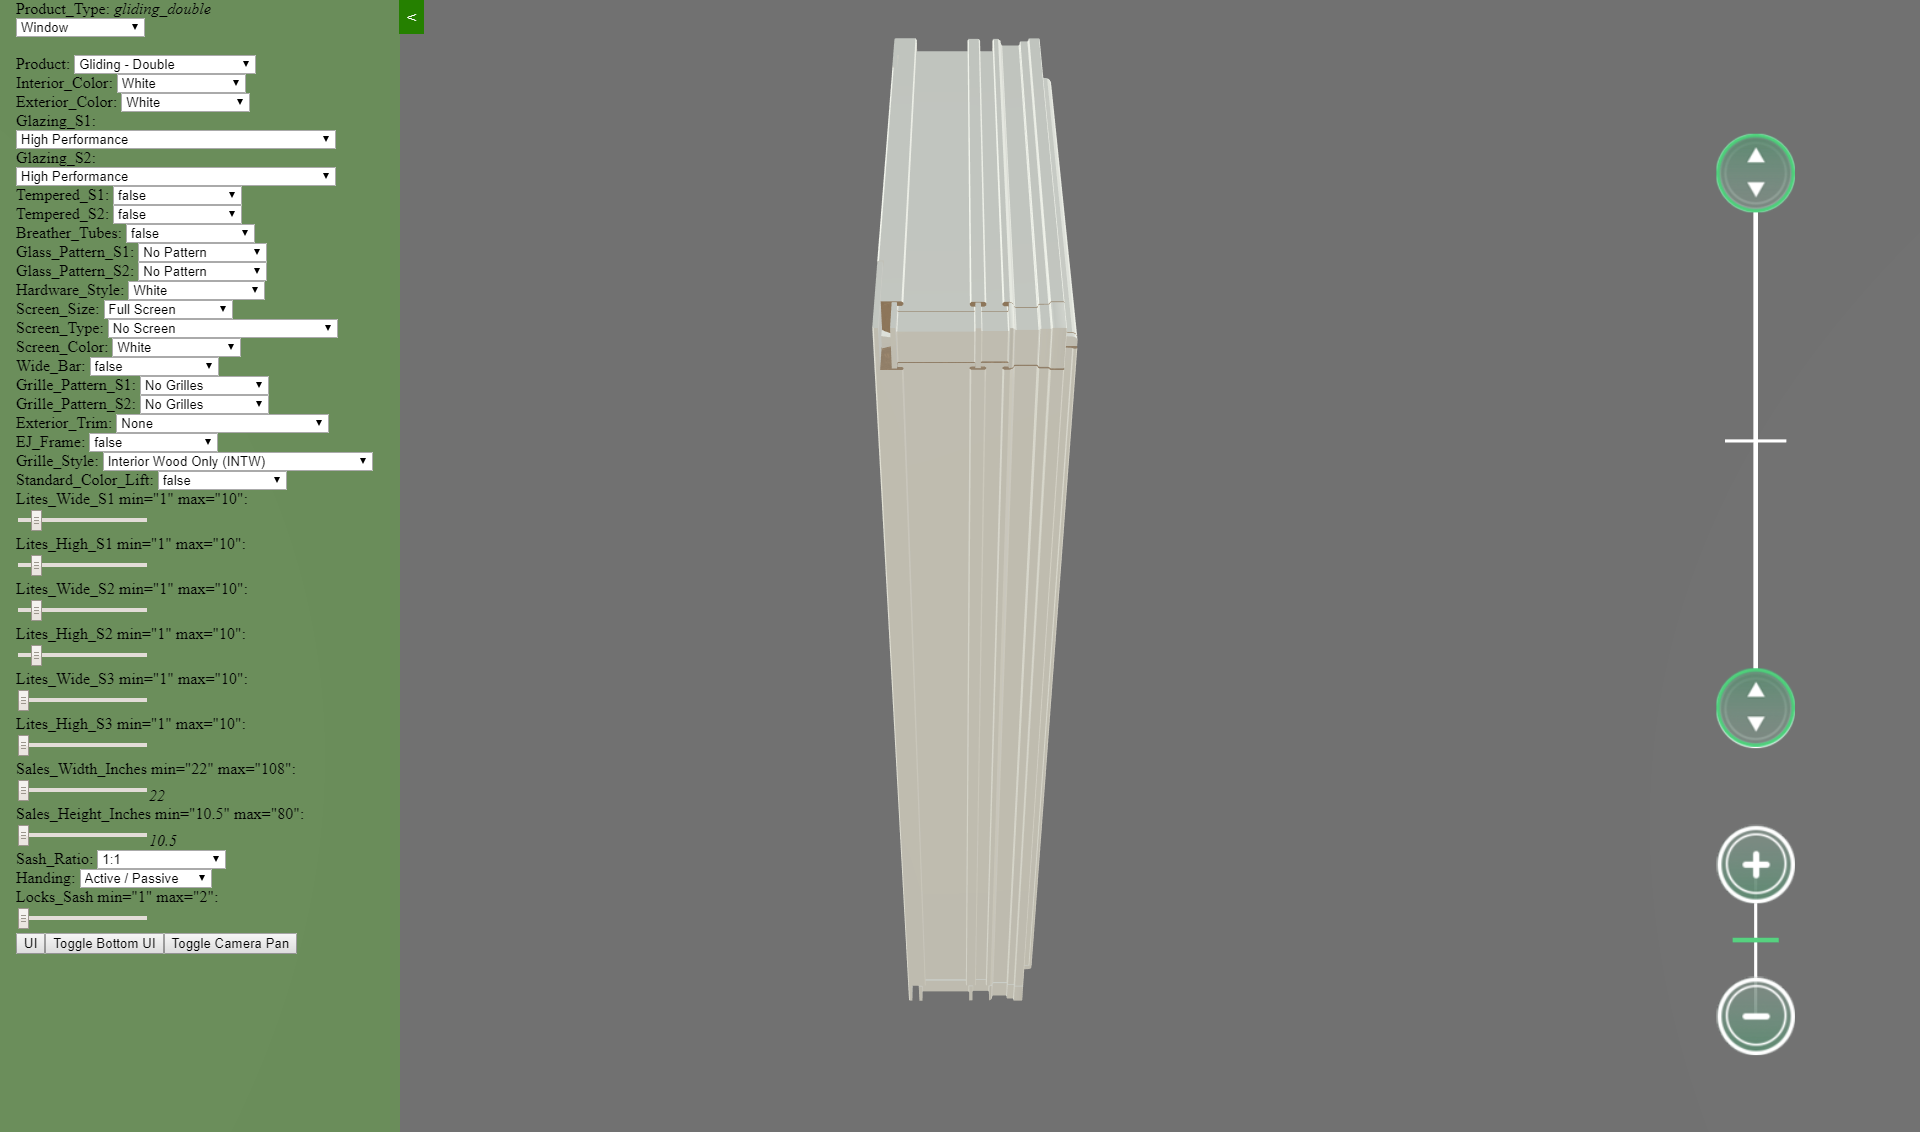 Product_Type: gliding_double
Window
<
Product: Gliding - Double
Interior_Color: White
Exterior_Color: White
Glazing_S1:
High Performance
Glazing_S2:
High Performance
Tempered_S1: false
Tempered_S2: false
Breather_Tubes: false
Glass_Pattern_S1: No Pattern
Glass_Pattern_S2: No Pattern
Hardware_Style: White
Screen_Size: Full Screen
Screen_Type: No Screen
Screen_Color: White
Wide_Bar: false
Grille_Pattern_S1: No Grilles
Grille_Pattern_S2: No Grilles
Exterior_Trim: None
EJ_Frame: false
Grille_Style: Interior Wood Only (INTW)
Standard_Color_Lift: false
Lites_Wide_S1 min="1" max="10":
Lites_High_S1 min="1" max="10":
Lites_Wide_S2 min="1" max="10":
Lites_High_S2 min="1" max="10":
Lites_Wide_S3 min="1" max="10":
Lites_High_S3 min="1" max="10":
Sales_Width_Inches min="22" max="108":
22
Sales_Height_Inches min="10.5" max="80":
10.5
Sash_Ratio: 1:1
Handing: Active / Passive
Locks_Sash min="1" max="2":
UI Toggle Bottom UI Toggle Camera Pan